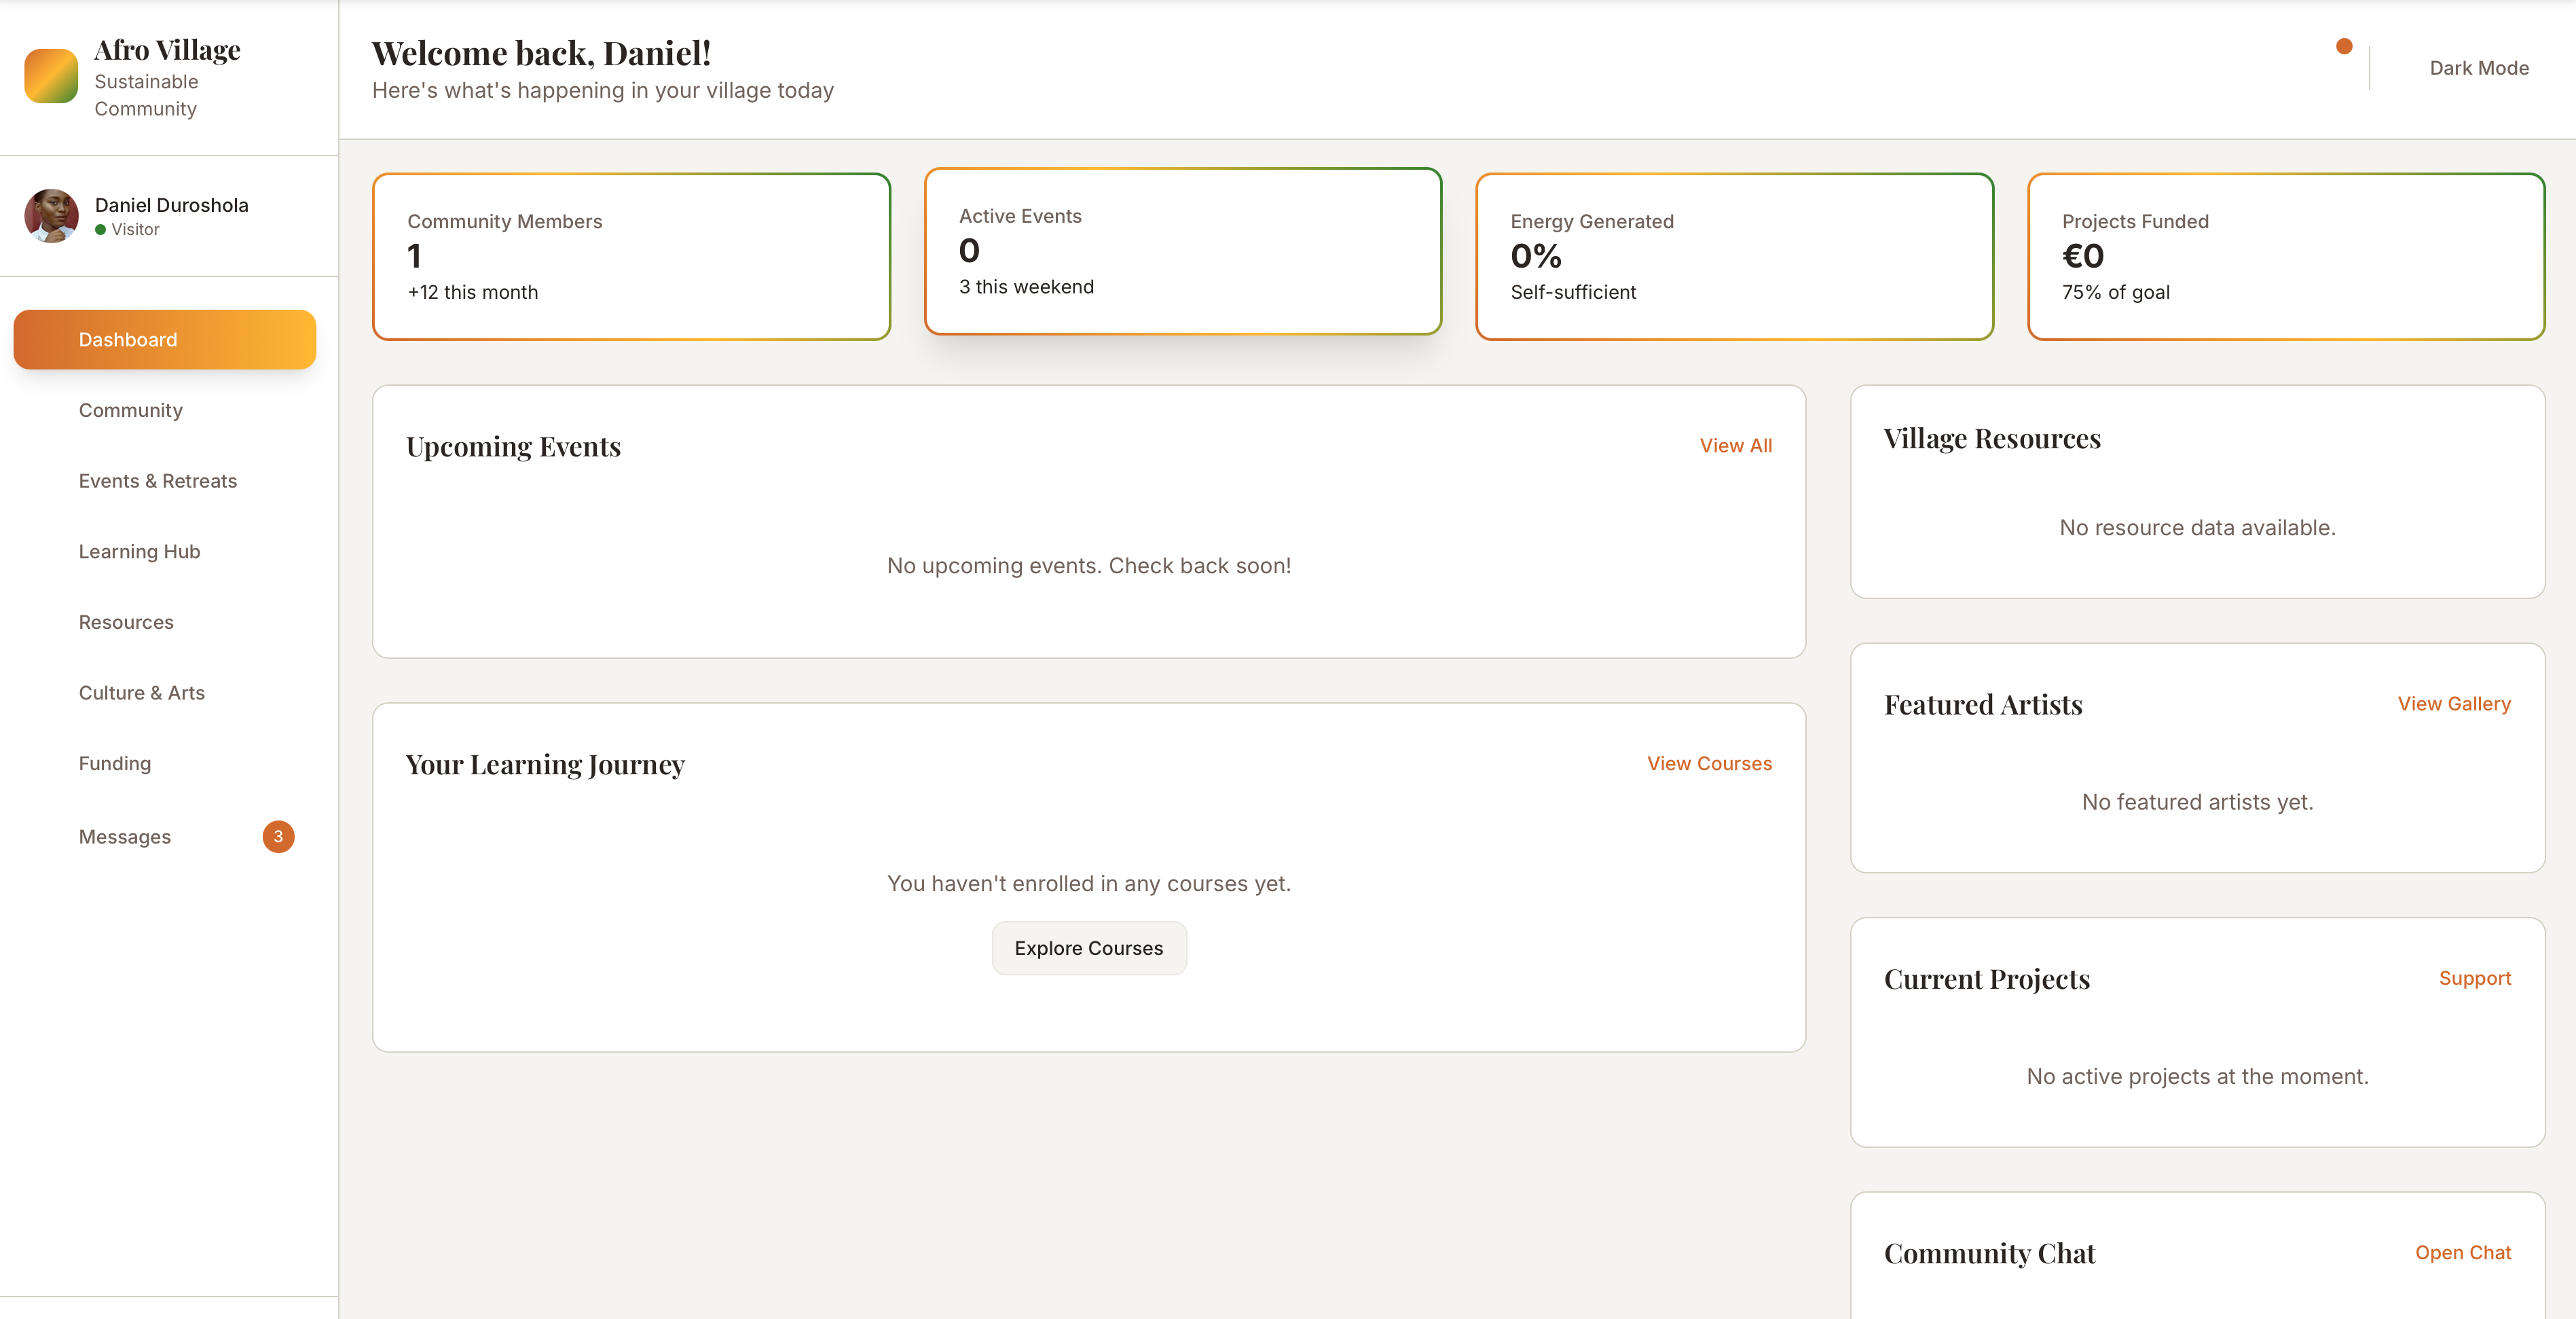 Afro Village
Sustainable
Community
Daniel Duroshola
Visitor
Dashboard
Community
Events & Retreats
Learning Hub
Resources
Culture & Arts
Funding
Messages
3
Welcome back, Daniel!
Here's what's happening in your village today
Dark Mode
Community Members
1
+12 this month
Active Events
0
3 this weekend
Energy Generated
0%
Self-sufficient
Projects Funded
€0
75% of goal
Upcoming Events
View All
No upcoming events. Check back soon!
Your Learning Journey
View Courses
You haven't enrolled in any courses yet.
Explore Courses
Village Resources
No resource data available.
Featured Artists
View Gallery
No featured artists yet.
Current Projects
Support
No active projects at the moment.
Community Chat
Open Chat